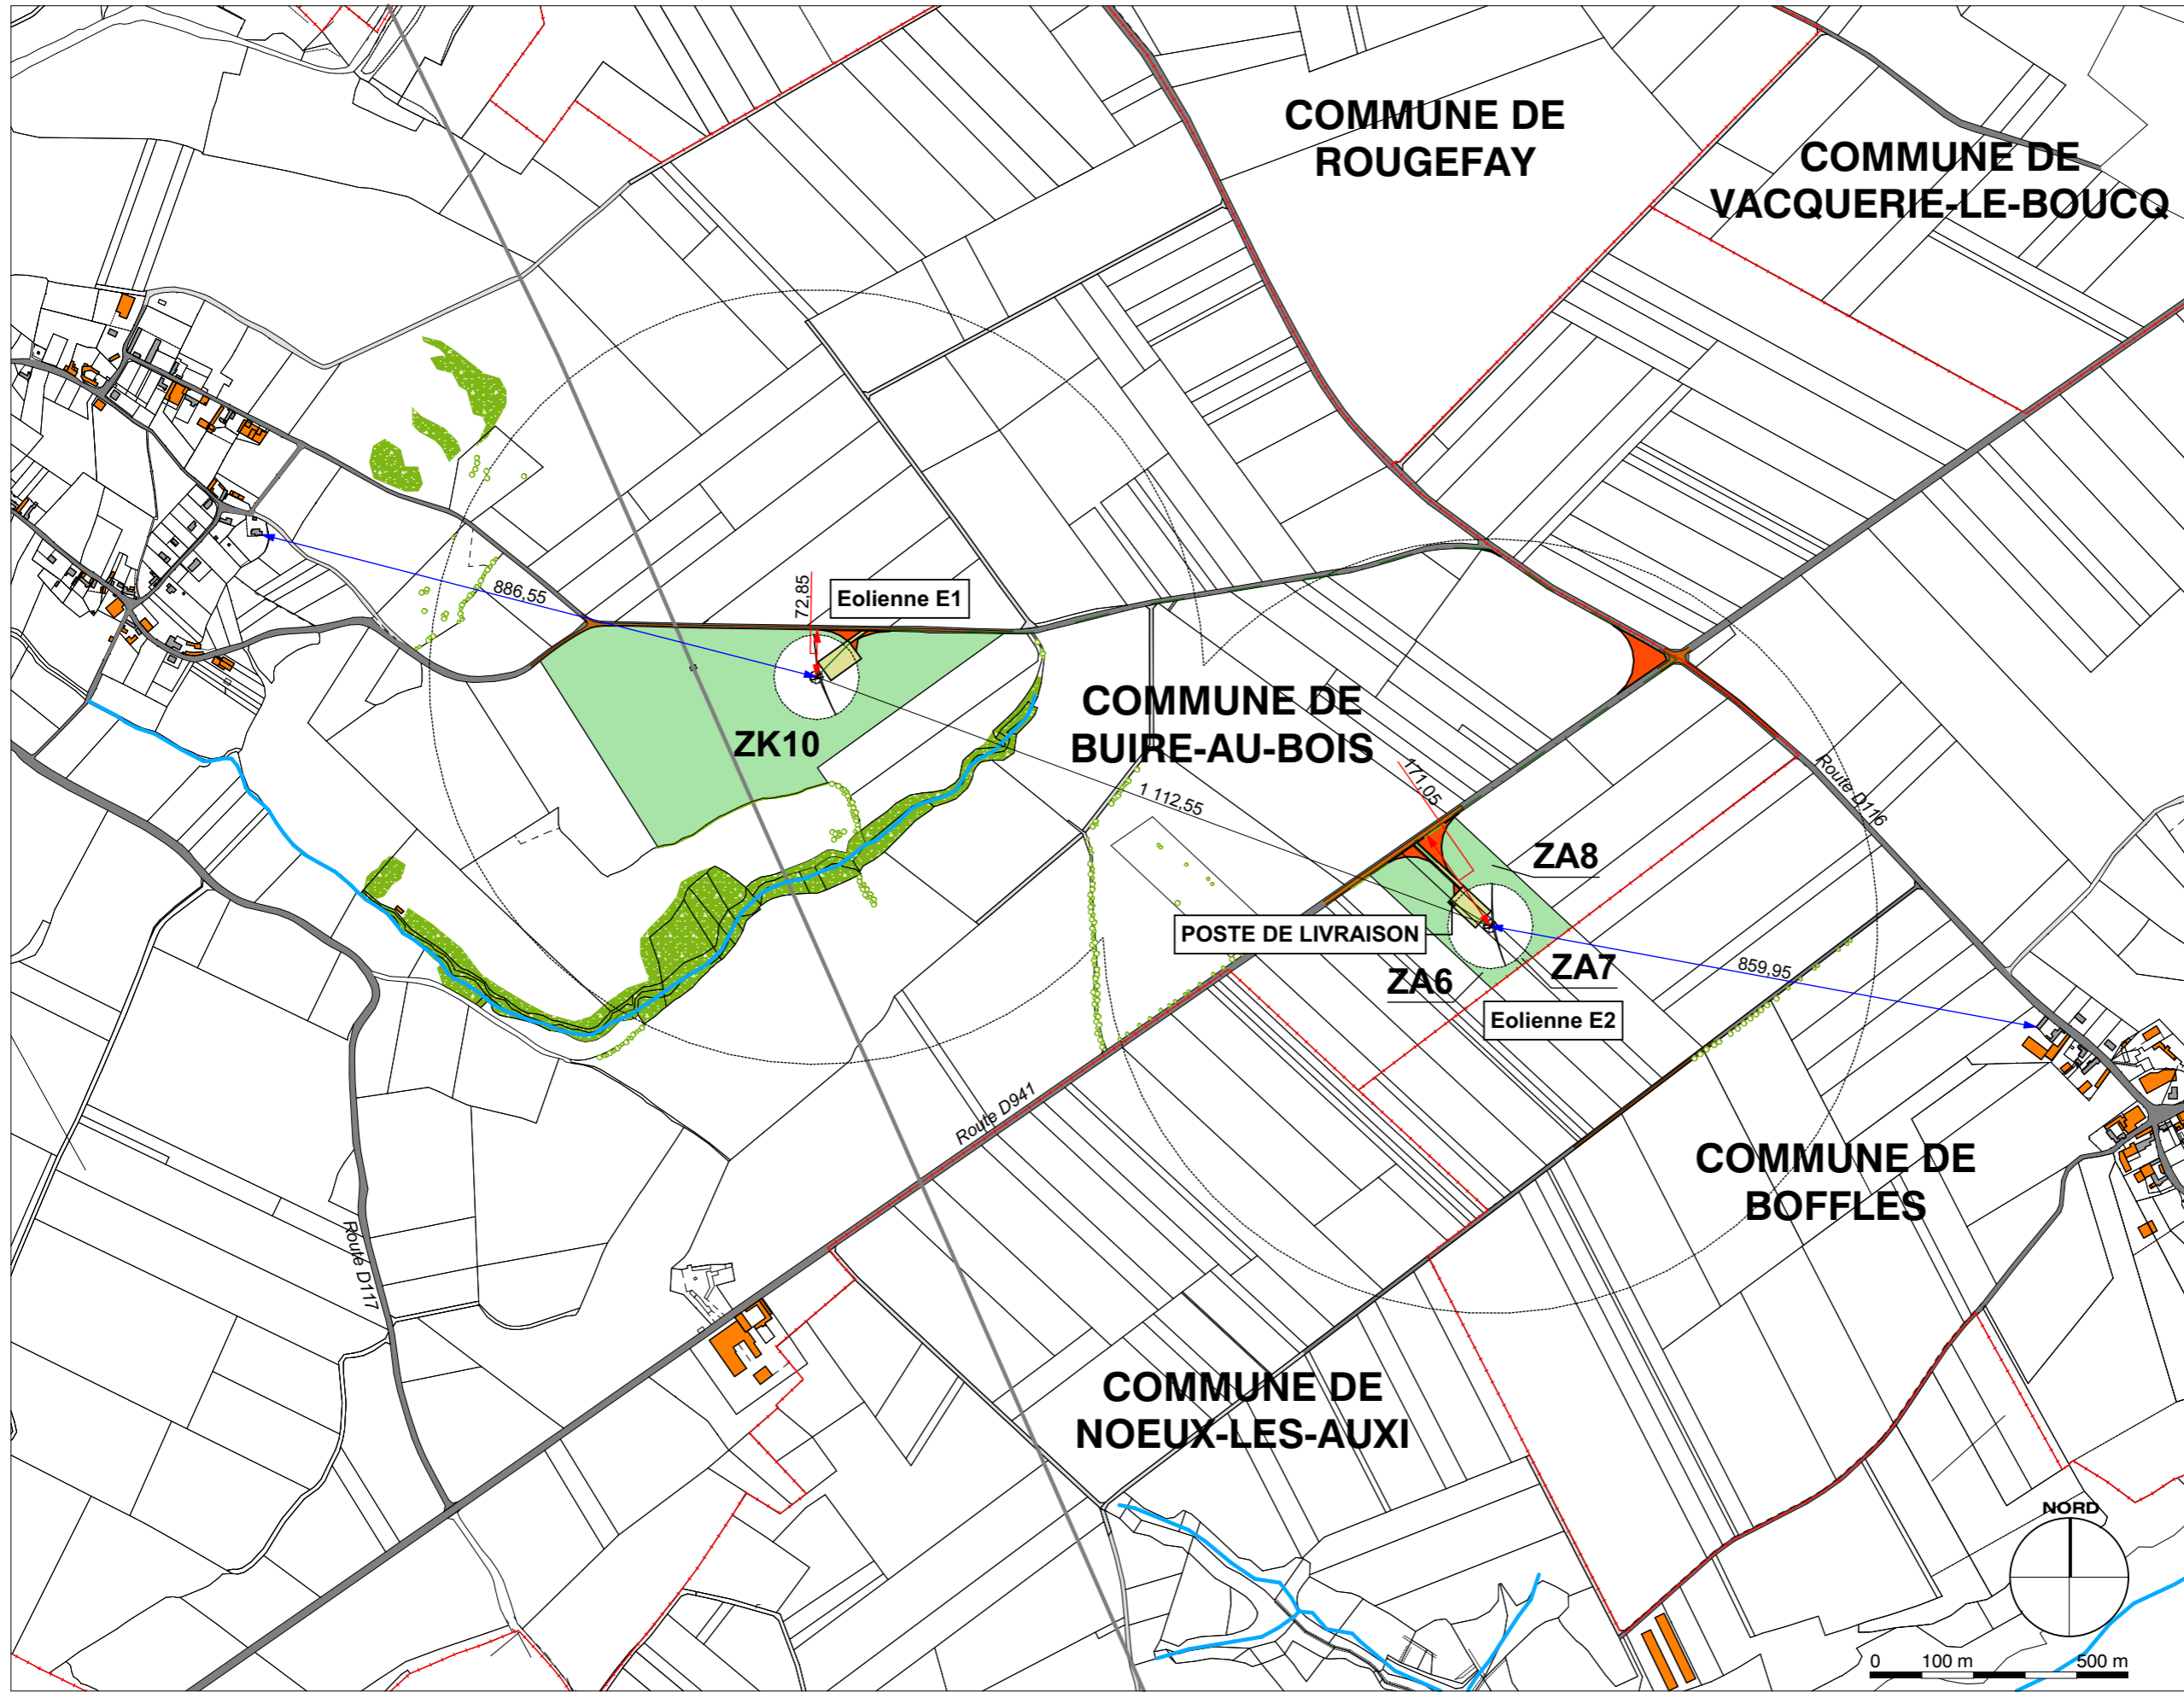 COMMUNE DE
ROUGEFAY
COMMUNE DE
VACQUERIE-LE-BOUCQ
886,55
72,85
Eolienne E1
ZK10
COMMUNE DE
BUIRE-AU-BOIS
1 112,55
171,05
Route D116
ZA8
POSTE DE LIVRAISON
ZA6
ZA7
859,95
Eolienne E2
Route D941
COMMUNE DE
BOFFLES
Route D117
COMMUNE DE
NOEUX-LES-AUXI
NORD
0 100 m 500 m